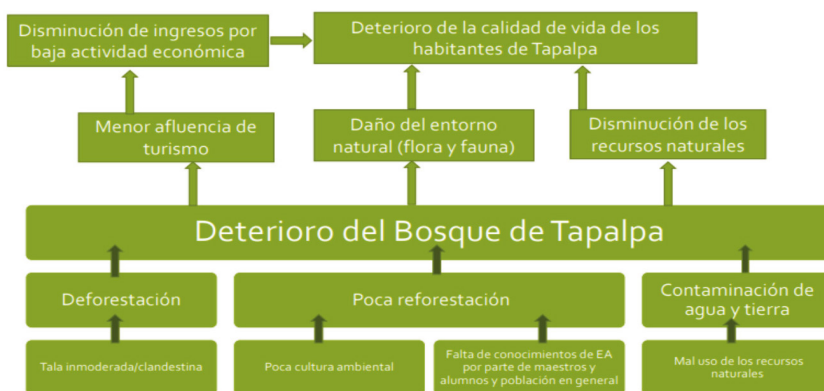 Disminución de ingresos por
baja actividad económica
Deterioro de la calidad de vida de los
habitantes de Tapalpa
Menor afluencia de
turismo
Daño del entorno
natural (flora y fauna)
Disminución de los
recursos naturales
Deterioro del Bosque de Tapalpa
Deforestación
Poca reforestación
Contaminación de
agua y tierra
Tala inmoderada/clandestina
Poca cultura ambiental
Falta de conocimientos de EA
por parte de maestros y
alumnos y población en general
Mal uso de los recursos
naturales